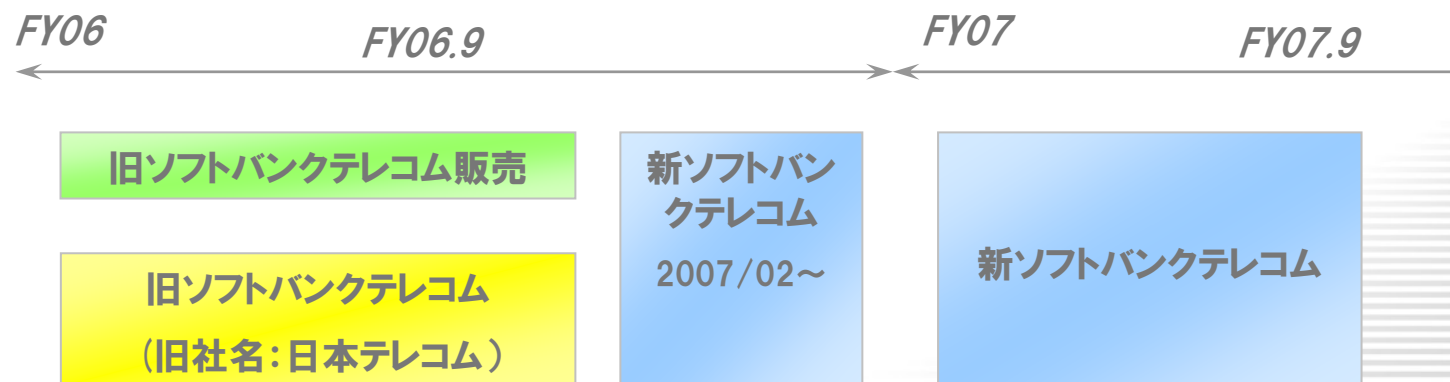 FY06
FY06.9
FY07
FY07.9
旧ソフトバンクテレコム販売
旧ソフトバンクテレコム
(旧社名:日本テレコム)
新ソフトバン
クテレコム
2007/02~
新ソフトバンクテレコム